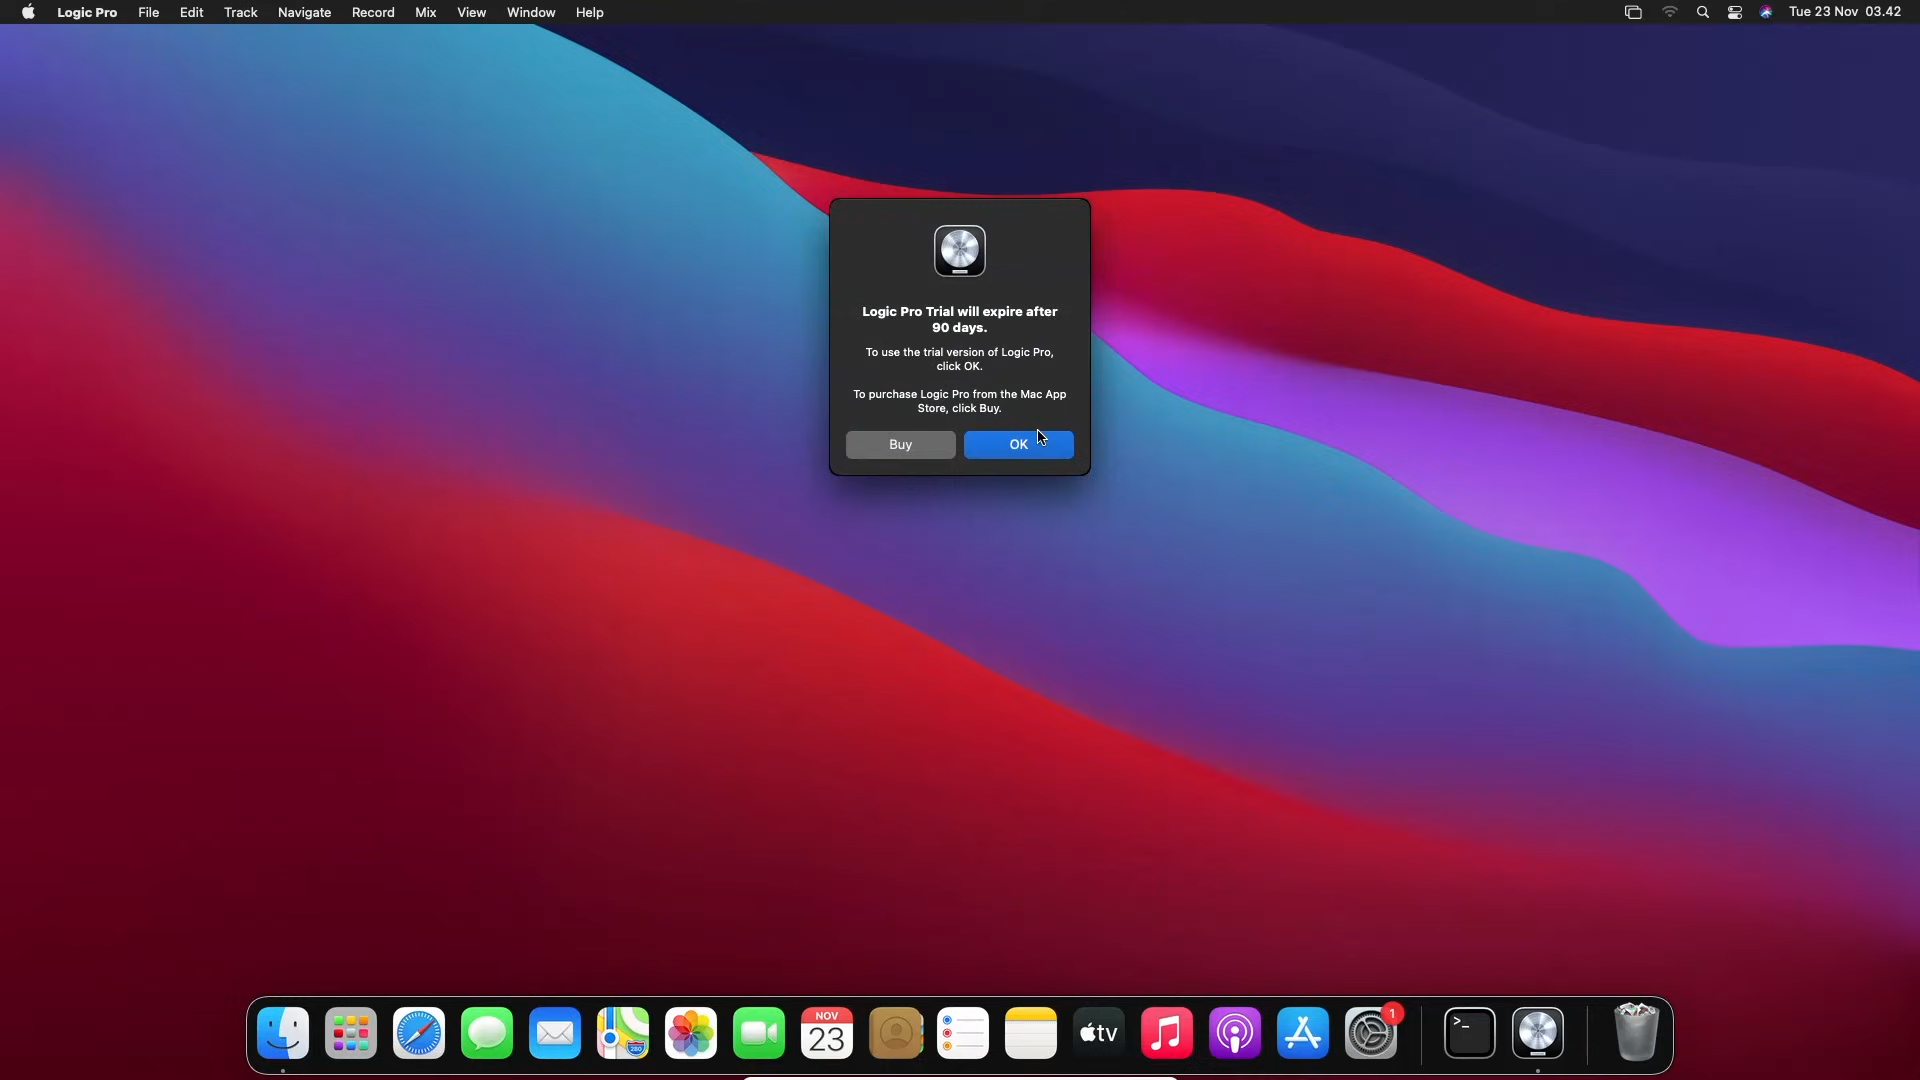 Logic Pro File Edit Track Navigate Record Mix View Window Help
Tue 23 Nov 03.42
Logic Pro Trial will expire after
90 days.
To use the trial version of Logic Pro,
click OK.
To purchase Logic Pro from the Mac App
Store, click Buy.
Buy
OK
NOV
23
280
tv
1
>_